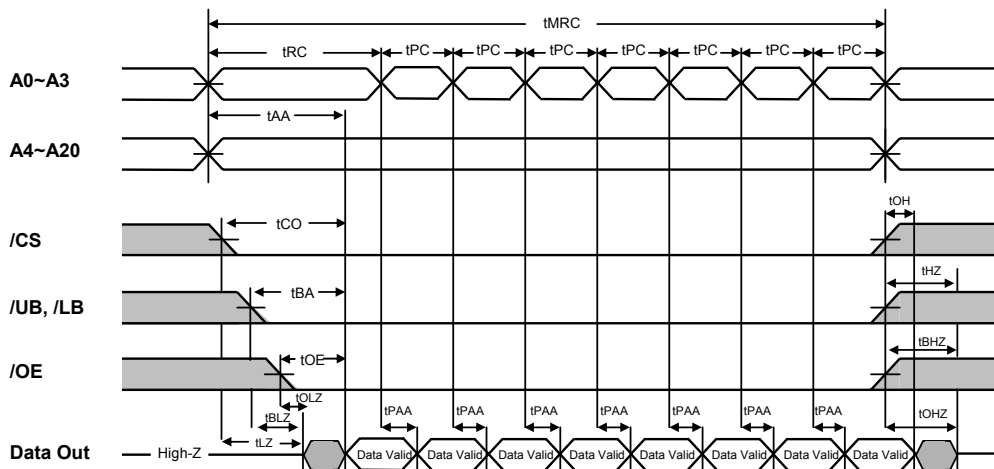 tMRC
tRC tPC tPC tPC tPC tPC tPC tPC
A0~A3
tAA
A4~A20
tCO tOH
/CS
tBA tHZ
/UB, /LB
tOE tBHZ
/OE
tOLZ
tBLZ tPAA tPAA tPAA tPAA tPAA tPAA tPAA tOHZ
tLZ
Data Out High-Z Data Valid Data Valid Data Valid Data Valid Data Valid Data Valid Data Valid Data Valid